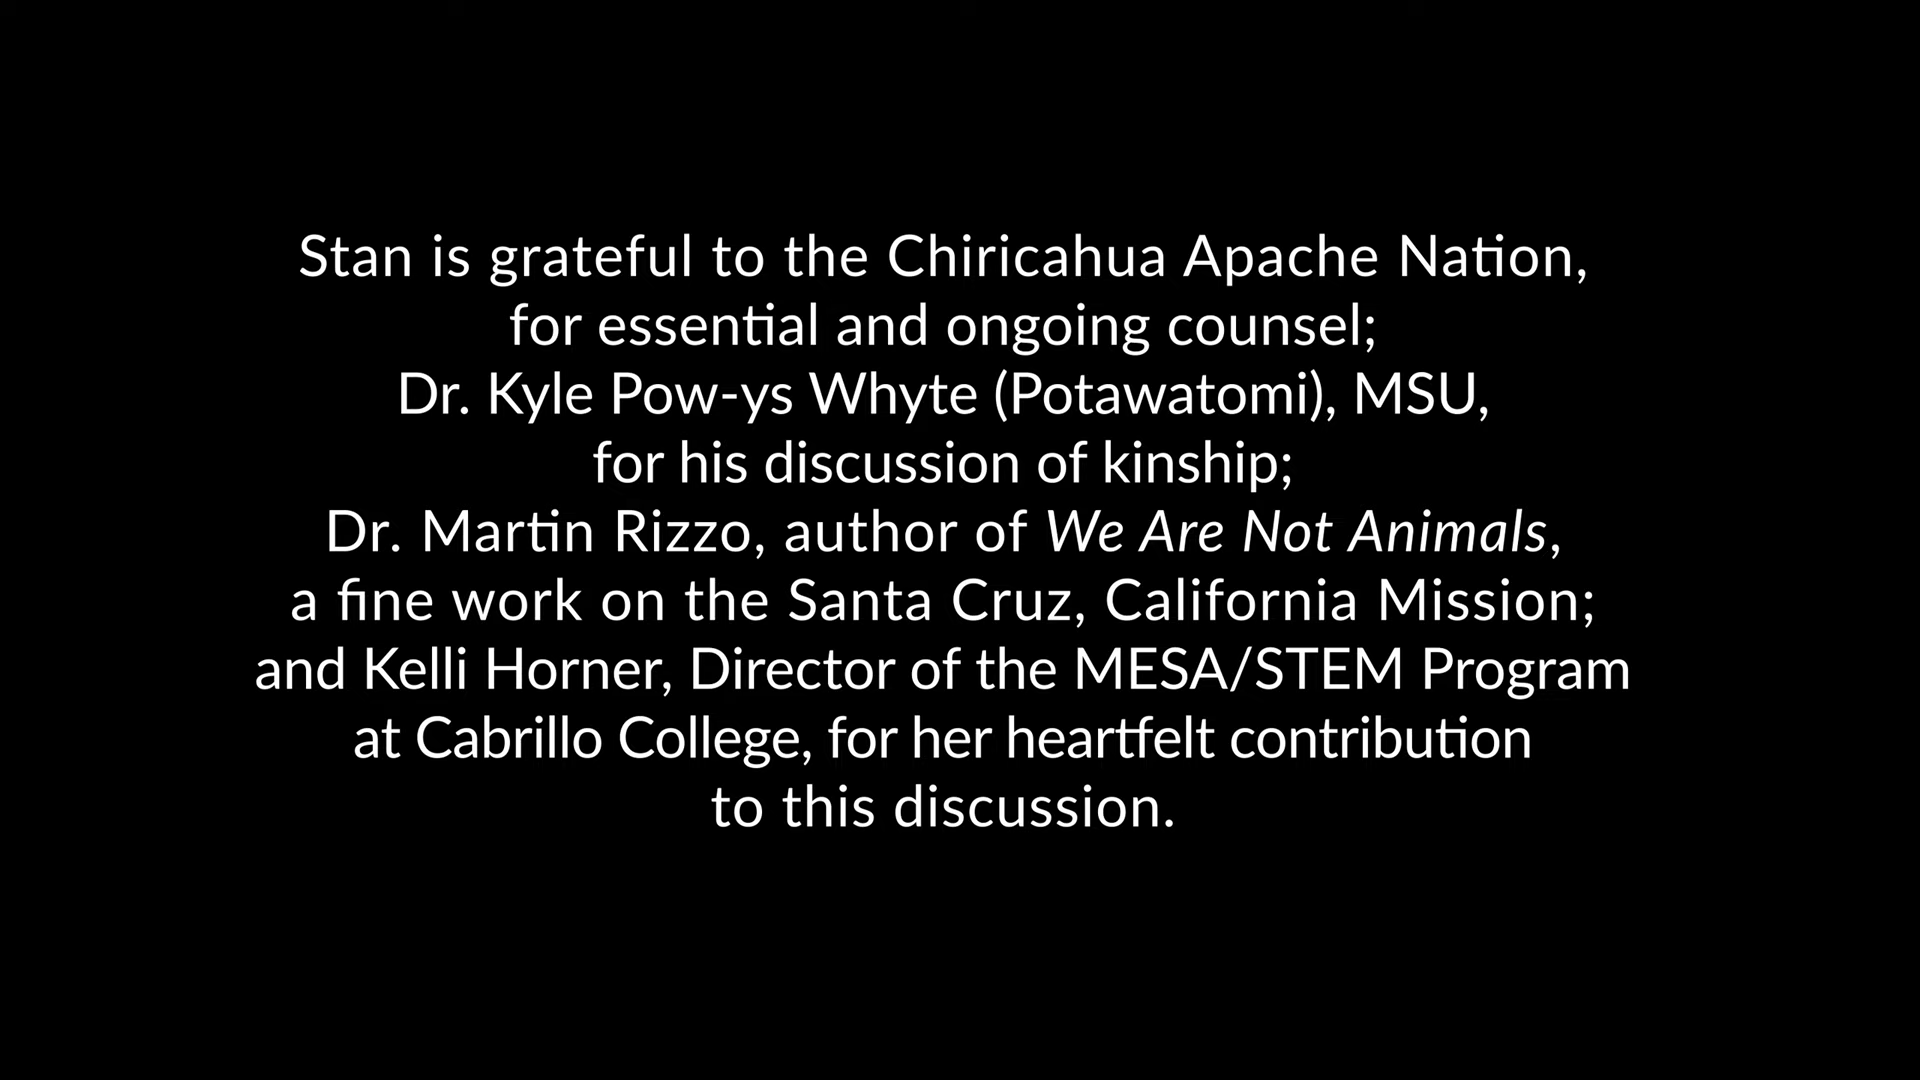 Stan is grateful to the Chiricahua Apache Nation,
for essential and ongoing counsel;
Dr. Kyle Pow-ys Whyte (Potawatomi), MSU,
for his discussion of kinship;
Dr. Martin Rizzo, author of We Are Not Animals,
a fine work on the Santa Cruz, California Mission;
and Kelli Horner, Director of the MESA/STEM Program
at Cabrillo College, for her heartfelt contribution
to this discussion.